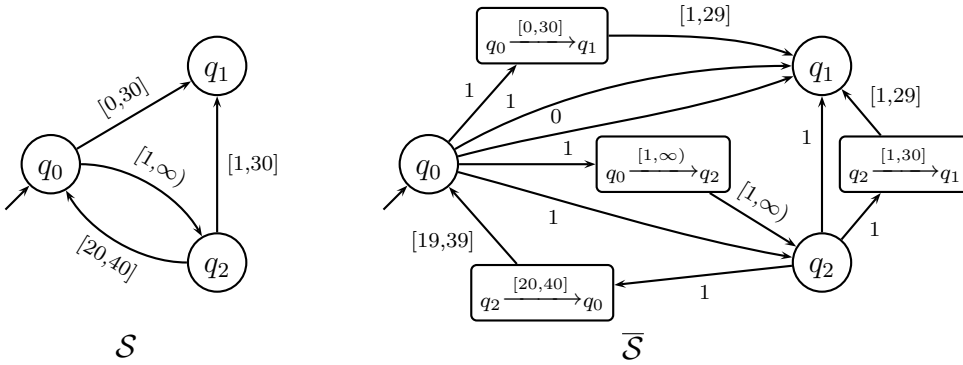 q₁
[0,30]
q₀
[1,∞)
[1,30]
[20,40]
q₂
S
[0,30]
q₀ ⟶ q₁
[1,29]
q₁
1
1
0
q₀
1
[1,∞)
q₀ ⟶ q₂
1
[1,29]
[1,30]
q₂ ⟶ q₁
[1,∞)
1
[19,39]
1
q₂
[20,40]
q₂ ⟶ q₀
1
S̅